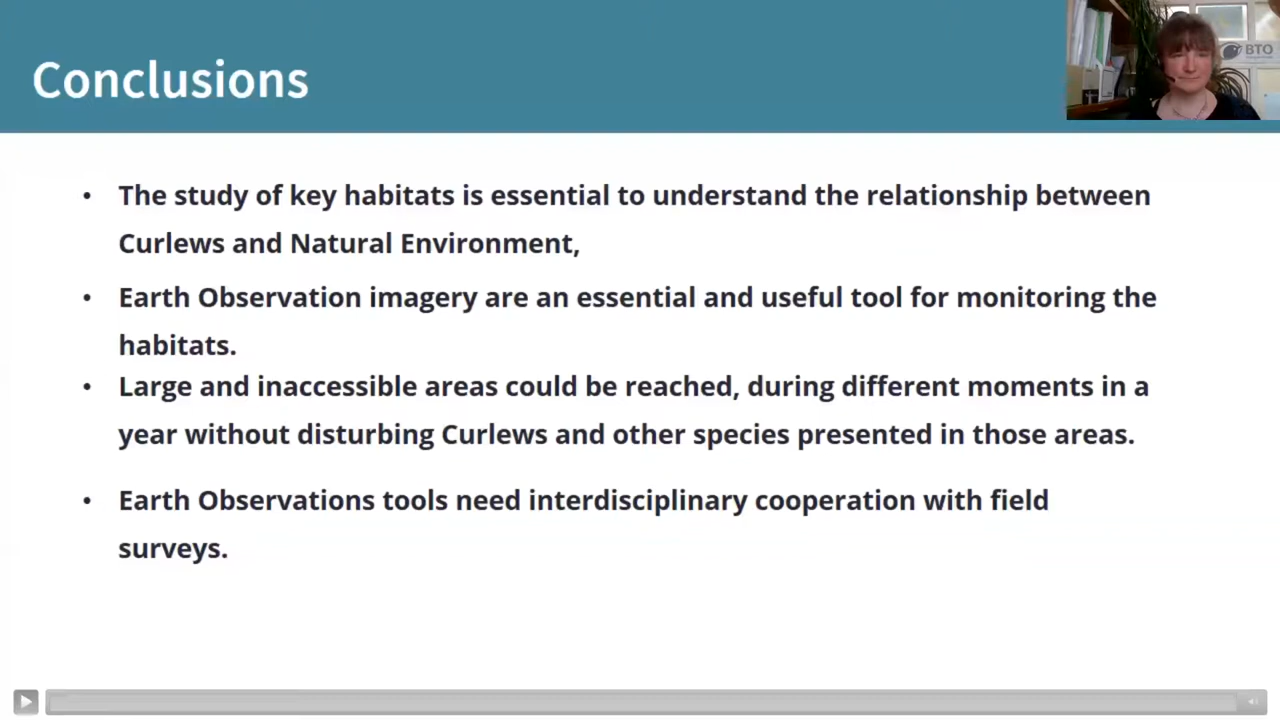 Conclusions
BTO
• The study of key habitats is essential to understand the relationship between
Curlews and Natural Environment,
• Earth Observation imagery are an essential and useful tool for monitoring the
habitats.
• Large and inaccessible areas could be reached, during different moments in a
year without disturbing Curlews and other species presented in those areas.
• Earth Observations tools need interdisciplinary cooperation with field
surveys.